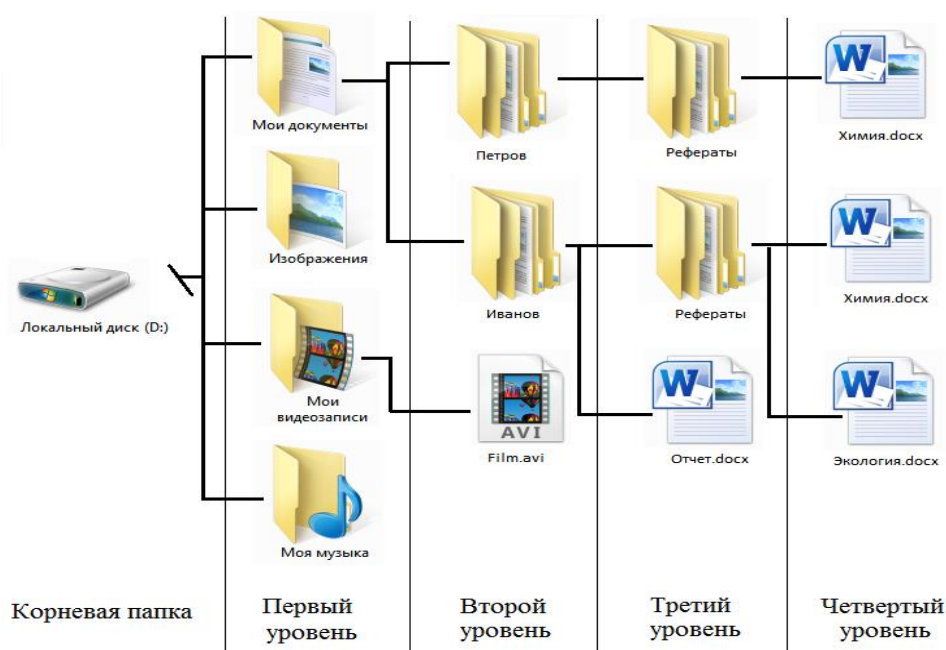 Мои документы
Петров
Рефераты
Химия.docx
Изображения
Иванов
Рефераты
Химия.docx
Локальный диск (D:)
Мои
видеозаписи
AVI
Film.avi
Отчет.docx
Экология.docx
Моя музыка
Корневая папка
Первый
уровень
Второй
уровень
Третий
уровень
Четвертый
уровень
W
W
W
W